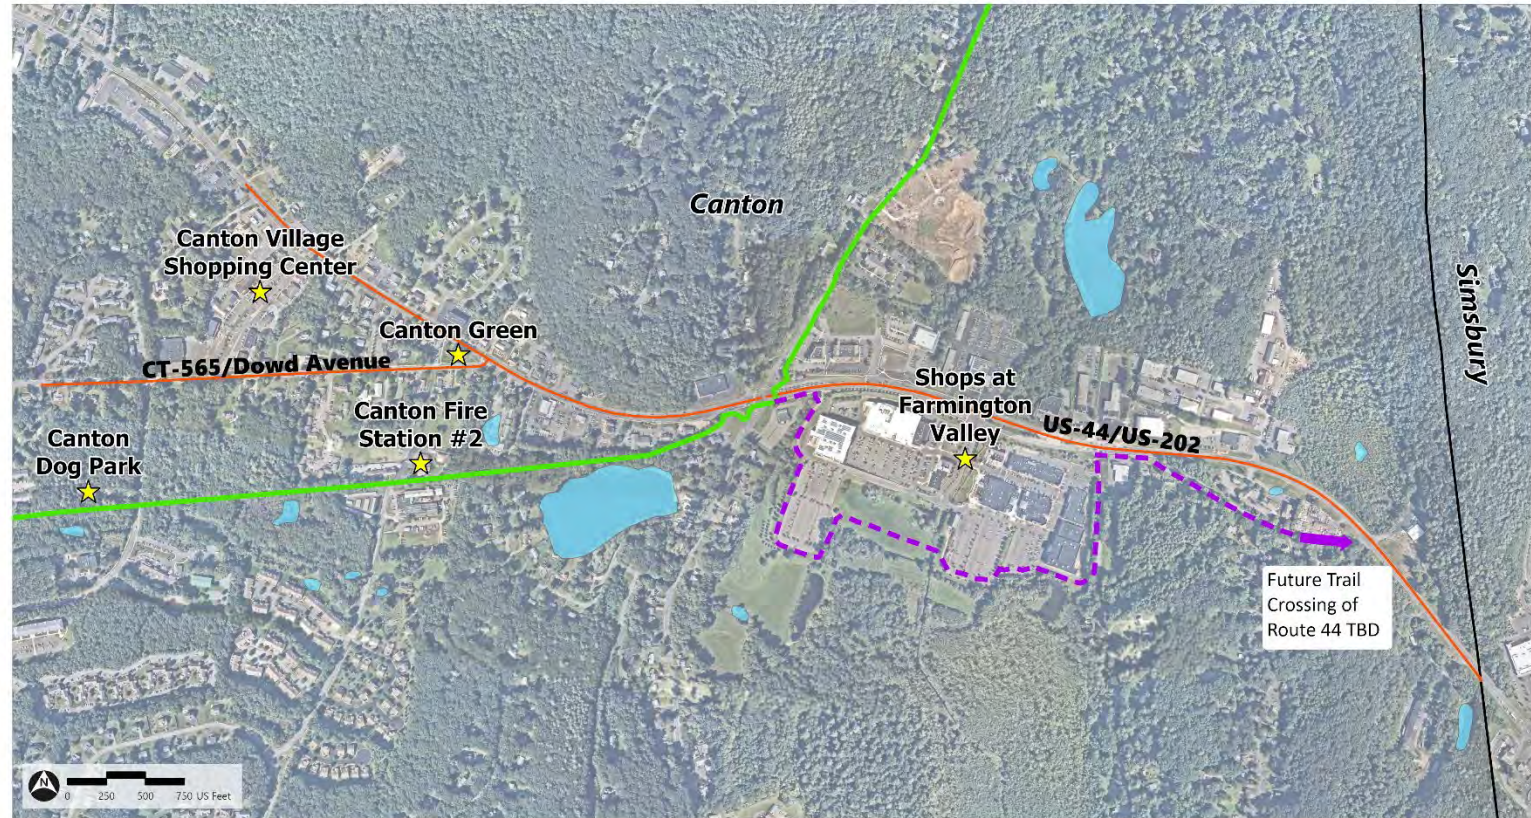 Canton
Simsbury
Canton Village
Shopping Center
Canton Green
CT-565/Dowd Avenue
Canton Fire
Station #2
Canton
Dog Park
Shops at
Farmington
Valley
US-44/US-202
Future Trail
Crossing of
Route 44 TBD
N
0 250 500 750 US Feet